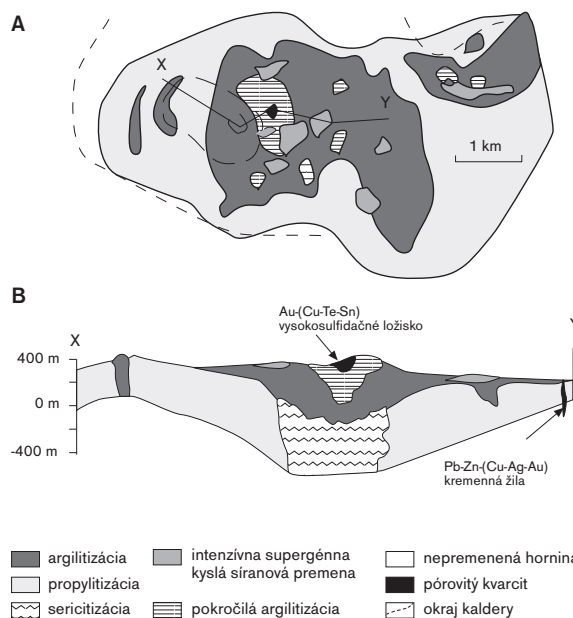 A
X
Y
1 km
B
Au-(Cu-Te-Sn)
vysokosulfidačné ložisko
X
400 m
0 m
-400 m
Pb-Zn-(Cu-Ag-Au)
kremenná žila
argilitizácia
propylitizácia
sericitizácia
intenzívna supergénna
kyslá síranová premena
pokročilá argilitizácia
nepremenená hornina
pórovitý kvarcit
okraj kaldery